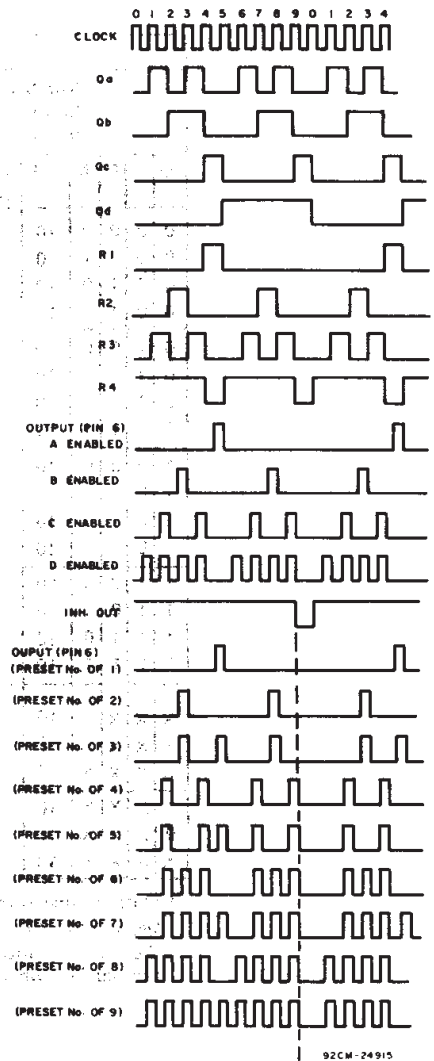 0 1 2 3 4 5 6 7 8 9 0 1 2 3 4
CLOCK
Qa
Qb
Qc
Qd
R1
R2
R3
R4
OUTPUT (PIN 6)
A ENABLED
B ENABLED
C ENABLED
D ENABLED
INH. OUT
OUPUT (PIN 6)
(PRESET No. OF 1)
(PRESET No. OF 2)
(PRESET No. OF 3)
(PRESET No. OF 4)
(PRESET No. OF 5)
(PRESET No. OF 6)
(PRESET No. OF 7)
(PRESET No. OF 8)
(PRESET No. OF 9)
92CM-24915